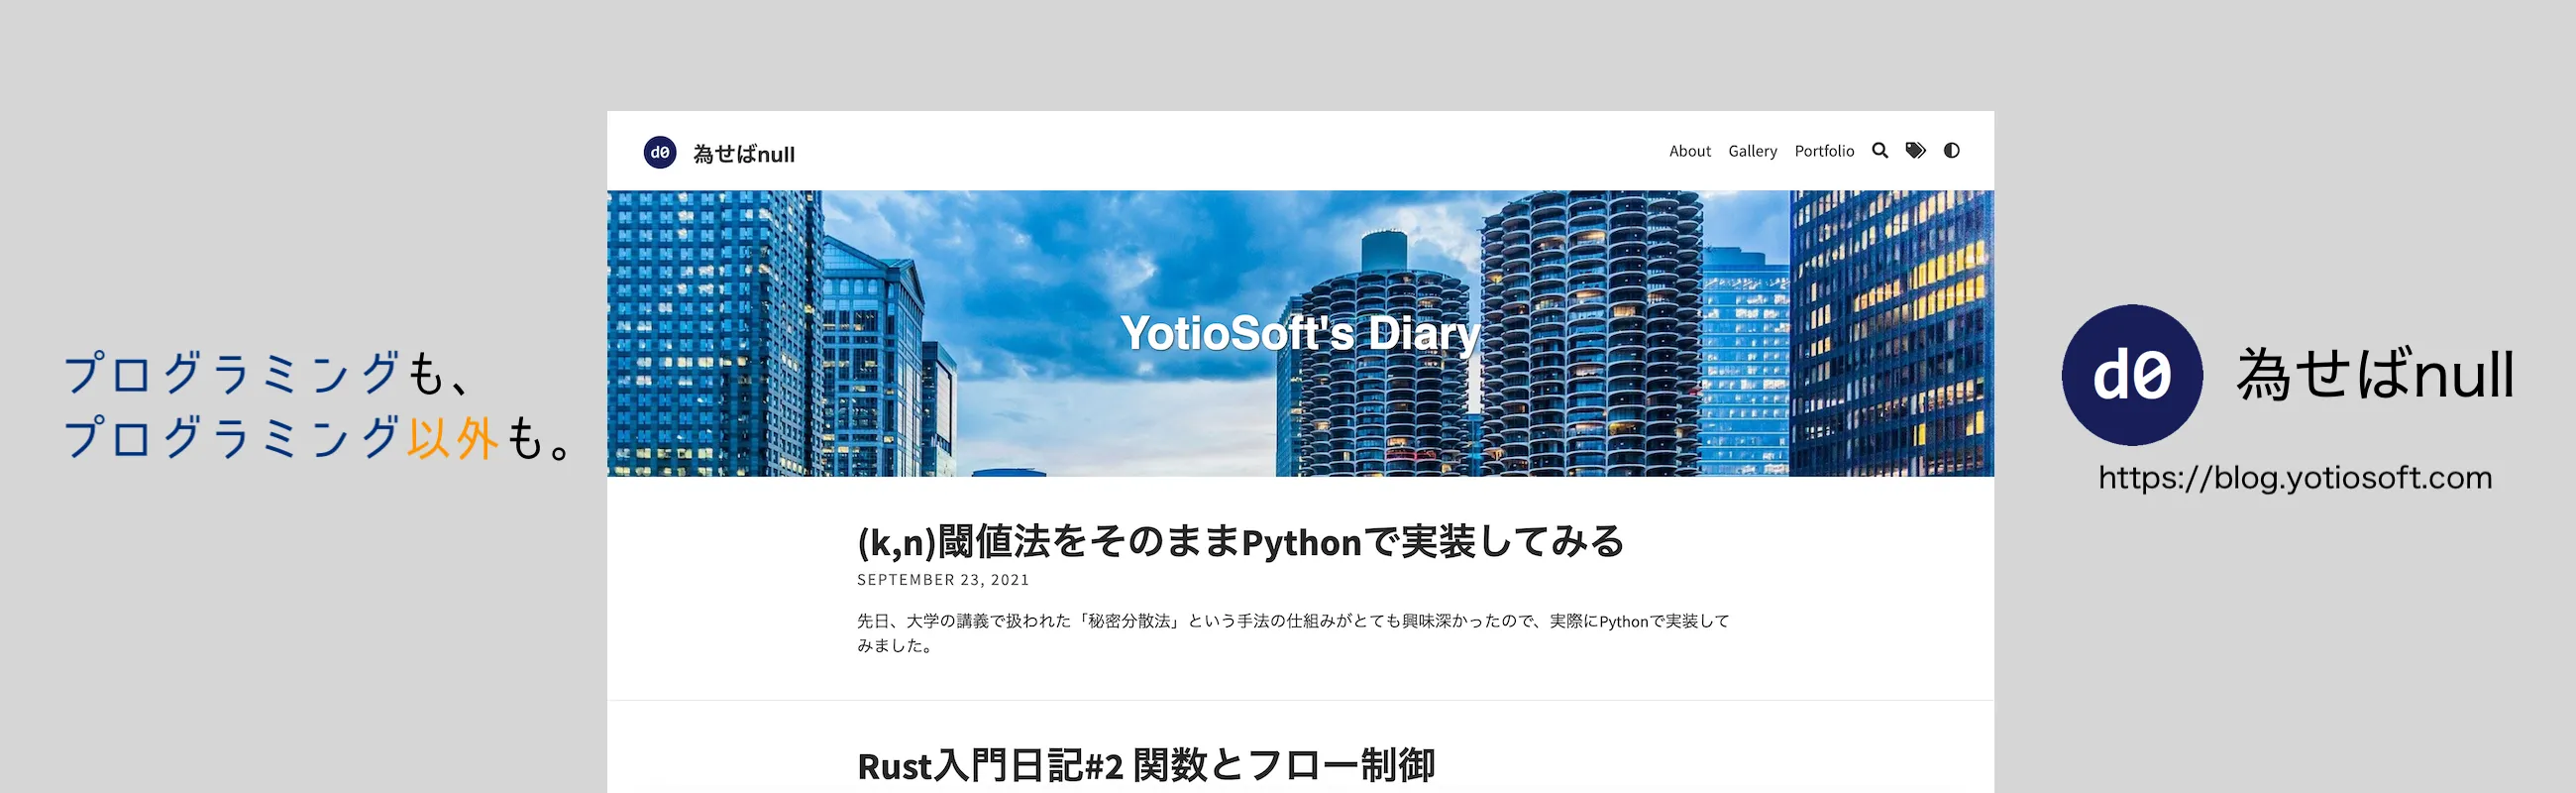 プログラミングも、
プログラミング以外も。
d0 為せばnull
About Gallery Portfolio
YotioSoft's Diary
(k,n)閾値法をそのままPythonで実装してみる
SEPTEMBER 23, 2021
先日、大学の講義で扱われた「秘密分散法」という手法の仕組みがとても興味深かったので、実際にPythonで実装して
みました。
Rust入門日記#2 関数とフロー制御
d0 為せばnull
https://blog.yotiosoft.com